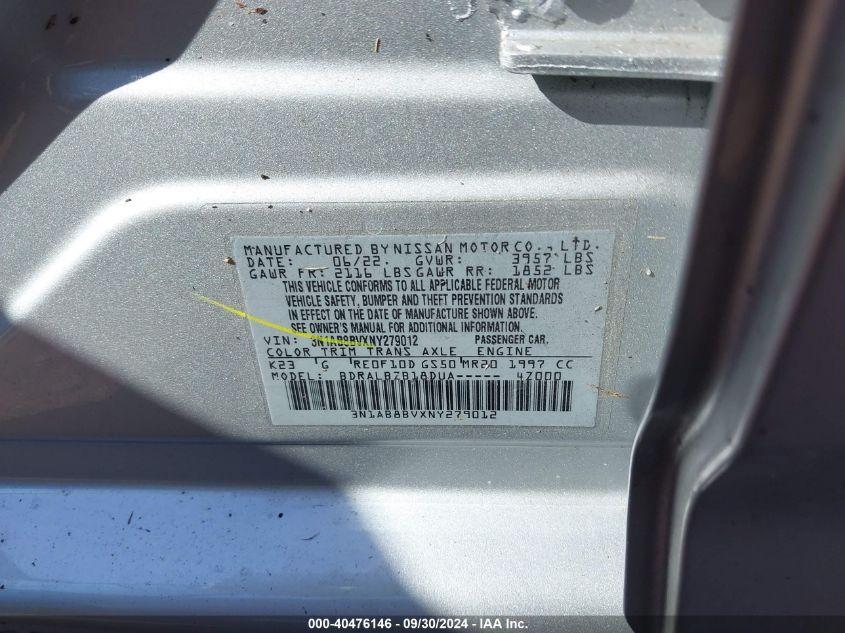 MANUFACTURED BY NISSAN MOTOR CO., LTD.
DATE: 06/22. GVWR: 3957 LBS
GAWR FR: 2116 LBS GAWR RR: 1852 LBS
THIS VEHICLE CONFORMS TO ALL APPLICABLE FEDERAL MOTOR
VEHICLE SAFETY, BUMPER AND THEFT PREVENTION STANDARDS
IN EFFECT ON THE DATE OF MANUFACTURE SHOWN ABOVE.
SEE OWNER'S MANUAL FOR ADDITIONAL INFORMATION.
VIN: 3N1AB8BVXNY279012 PASSENGER CAR.
COLOR TRIM TRANS AXLE ENGINE
K23 G RE0F10D GS50 MR20 1997 CC
MODEL: BDRALBZB18DUA----- 4Z000
3N1AB8BVXNY279012
000-40476146 - 09/30/2024 - IAA Inc.